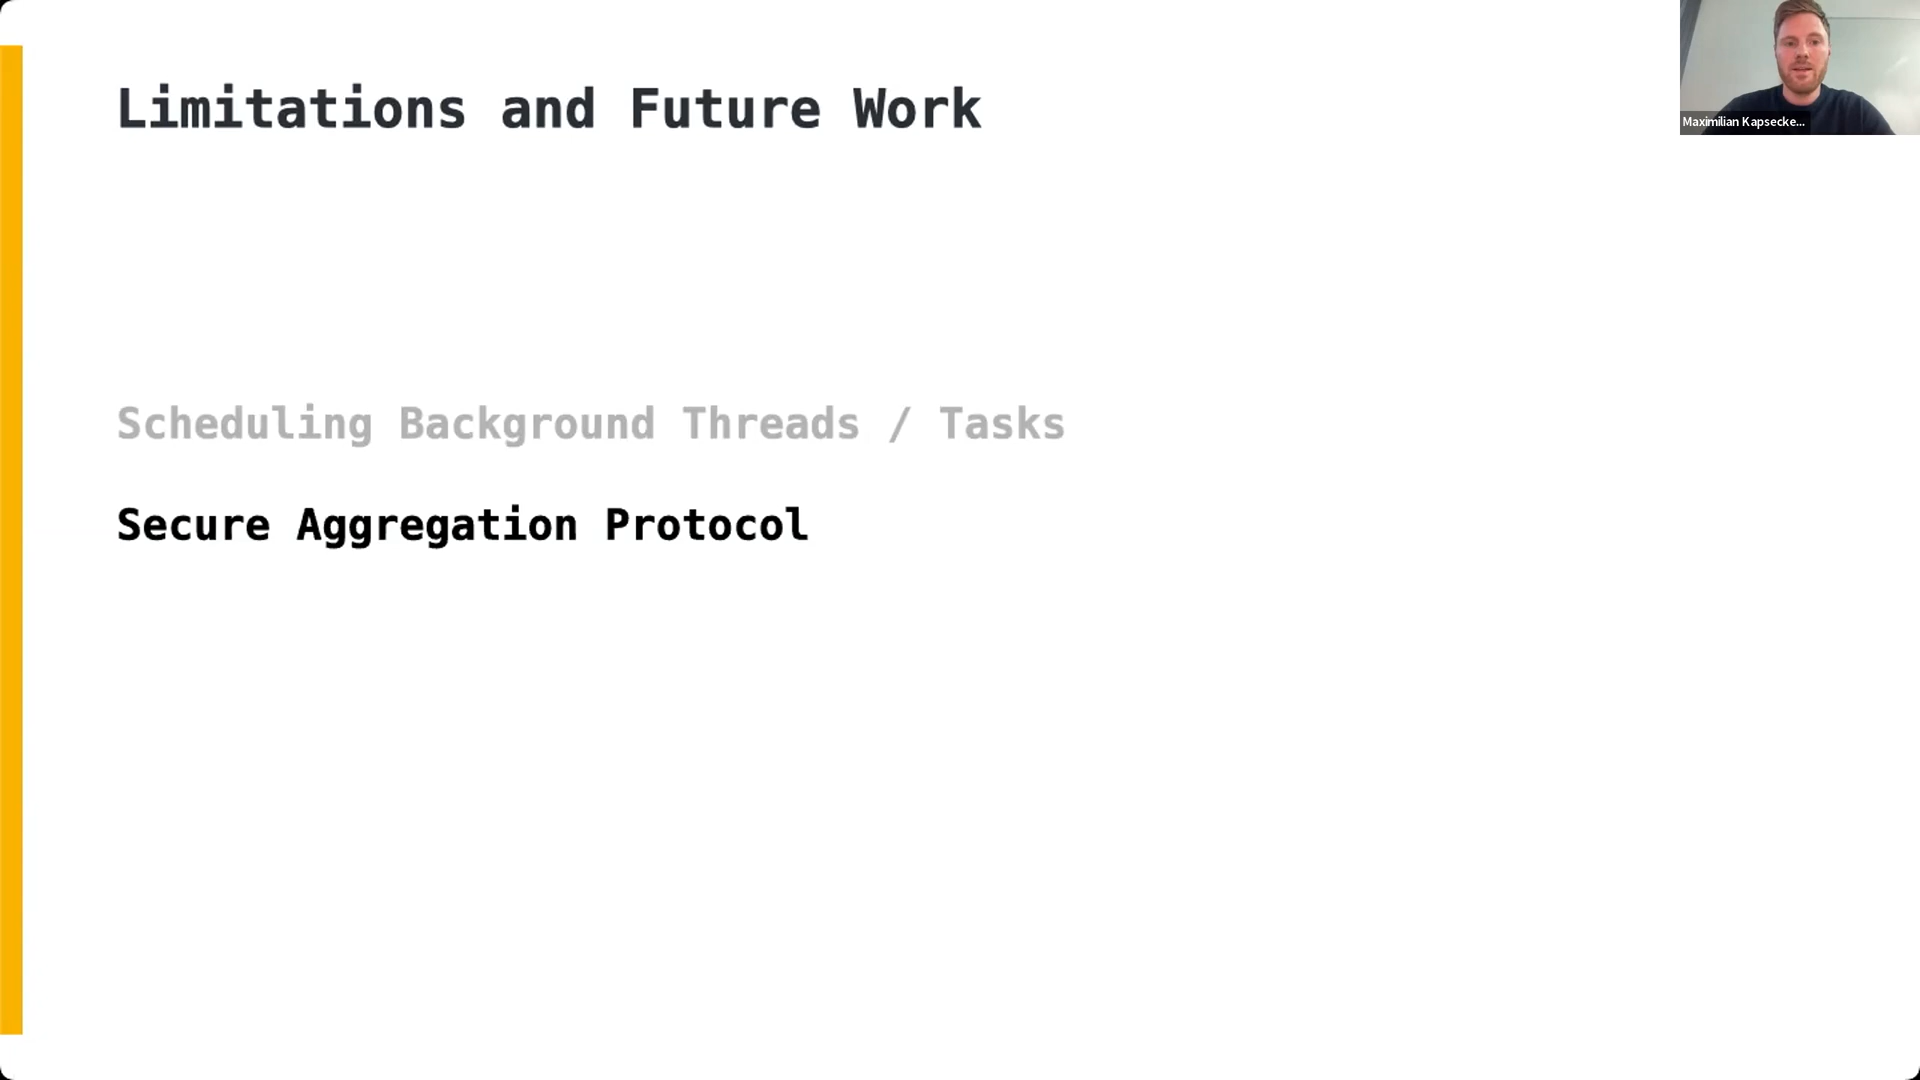 Limitations and Future Work
Maximilian Kapsecke...
Scheduling Background Threads / Tasks
Secure Aggregation Protocol